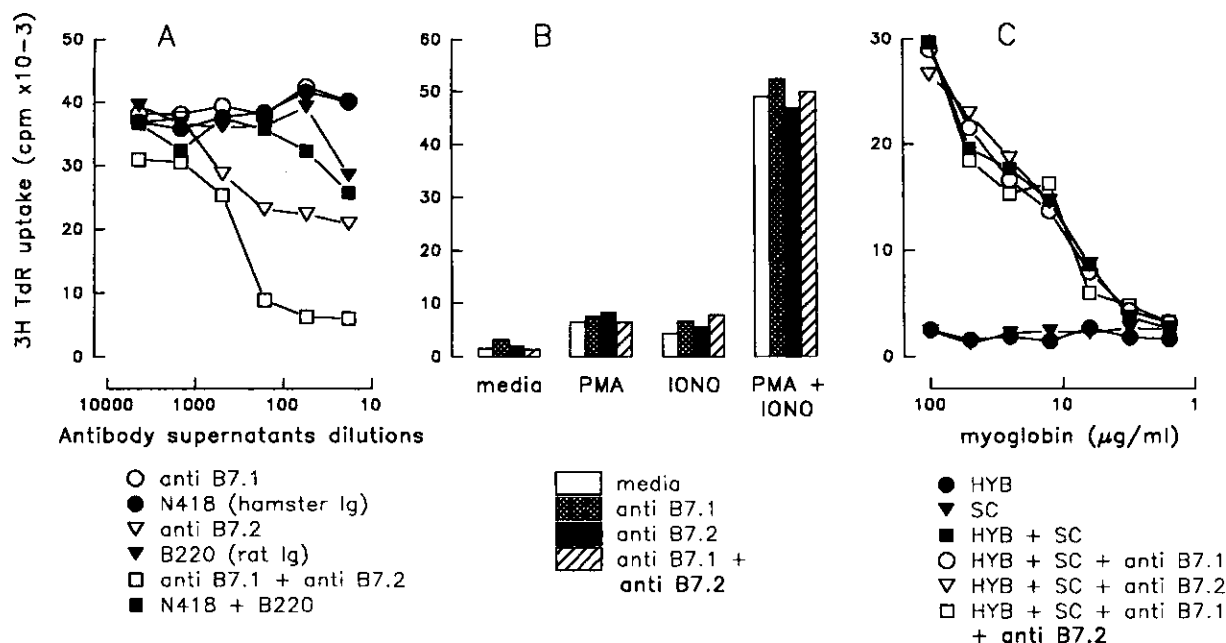 3H TdR uptake (cpm x10-3)
A
50
40
30
20
10
0
10000 1000 100 10
Antibody supernatants dilutions
anti B7.1
N418 (hamster Ig)
anti B7.2
B220 (rat Ig)
anti B7.1 + anti B7.2
N418 + B220
B
60
50
40
30
20
10
0
media PMA IONO PMA +
IONO
media
anti B7.1
anti B7.2
anti B7.1 +
anti B7.2
C
30
20
10
0
100 10 1
myoglobin (μg/ml)
HYB
SC
HYB + SC
HYB + SC + anti B7.1
HYB + SC + anti B7.2
HYB + SC + anti B7.1
+ anti B7.2